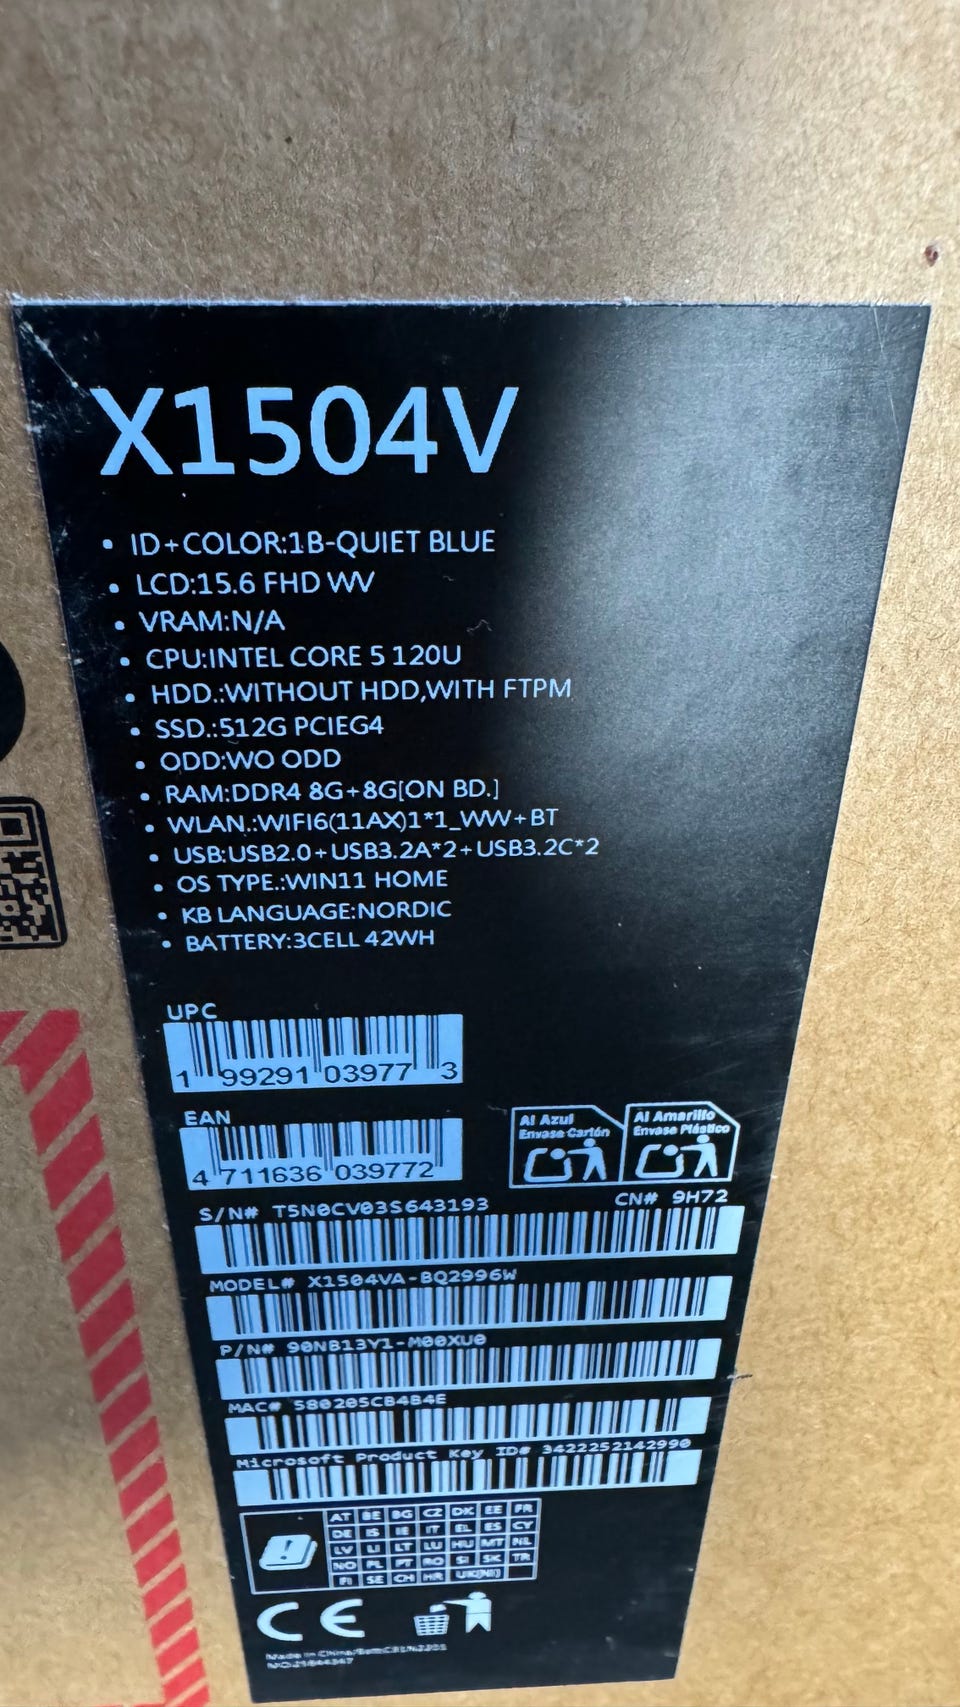 X1504V
• ID+COLOR:1B-QUIET BLUE
• LCD:15.6 FHD WV
• VRAM:N/A
• CPU:INTEL CORE 5 120U
• HDD.:WITHOUT HDD,WITH FTPM
• SSD.:512G PCIEG4
• ODD:WO ODD
• RAM:DDR4 8G+8G[ON BD.]
• WLAN.:WIFI6(11AX)1*1_WW+BT
• USB:USB2.0+USB3.2A*2+USB3.2C*2
• OS TYPE.:WIN11 HOME
• KB LANGUAGE:NORDIC
• BATTERY:3CELL 42WH
UPC
1 99291 03977 3
EAN
4 711636 039772
Al Azul
Envase Cartón
Al Amarillo
Envase Plástico
S/N# T5N0CV03S643193 CN# 9H72
MODEL# X1504VA-BQ2996W
P/N# 90NB13Y1-M00XU0
MAC# 580205CB4B4E
Microsoft Product Key ID# 3422252142990
AT BE BG CZ DK EE FR
DE IS IE IT EL ES CY
LV LI LT LU HU MT NL
NO PL PT RO SI SK TR
FI SE CH HR UK(NI)
CE
Made in China